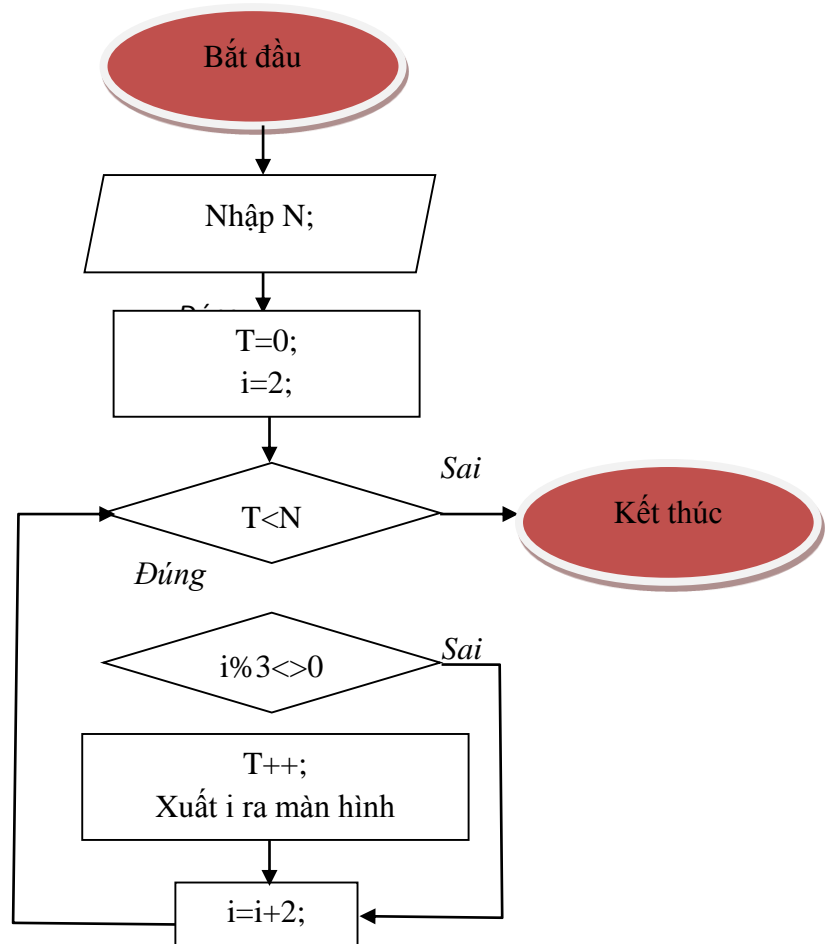 Bắt đầu
Nhập N;
T=0;
i=2;
Sai
T<N
Kết thúc
Đúng
Sai
i%3<>0
T++;
Xuất i ra màn hình
i=i+2;